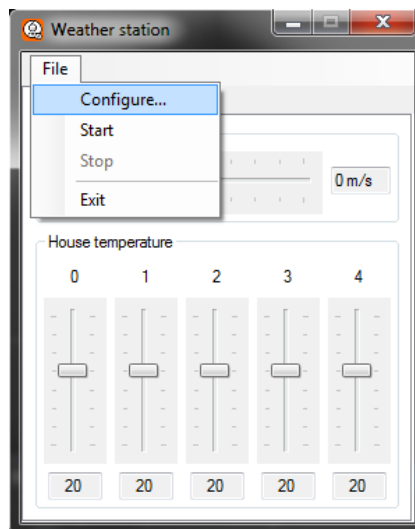 Weather station
File
Configure...
Start
Stop
Exit
0 m/s
House temperature
0 1 2 3 4
20 20 20 20 20